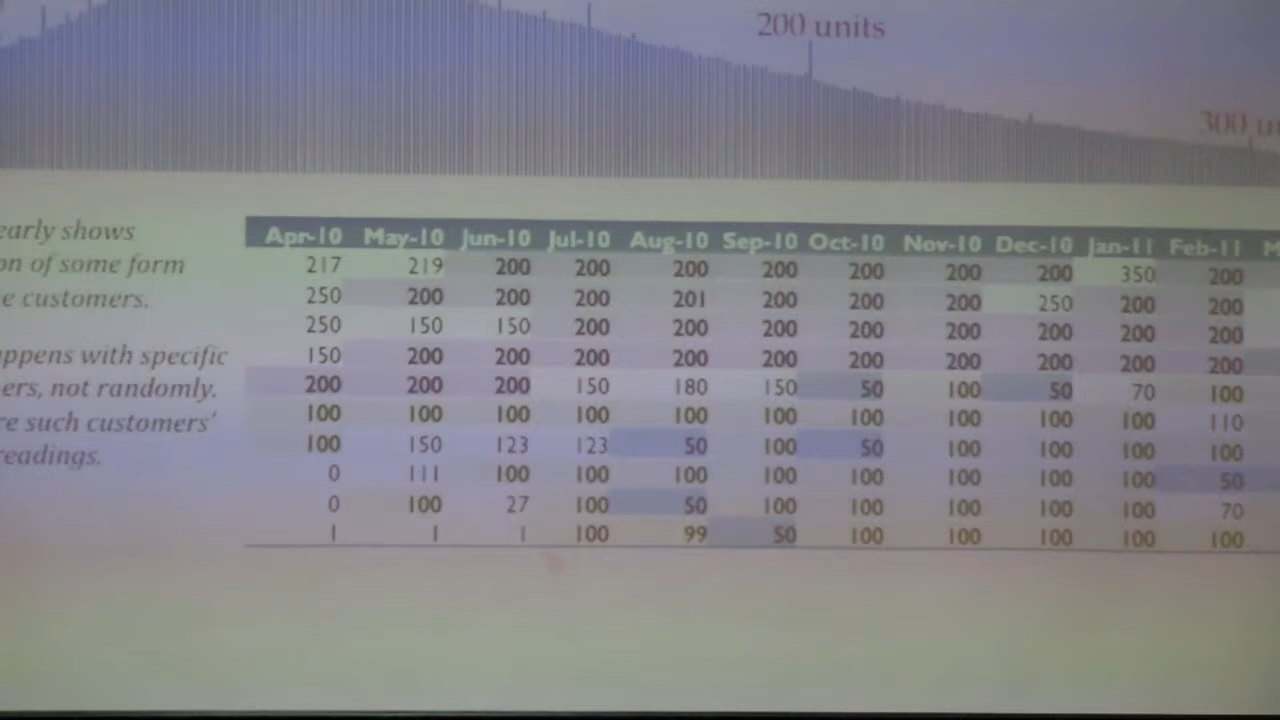 200 units
300 u
early shows
on of some form
e customers.
appens with specific
ers, not randomly.
re such customers'
readings.
Apr-10 May-10 Jun-10 Jul-10 Aug-10 Sep-10 Oct-10 Nov-10 Dec-10 Jan-11 Feb-11 M
217 219 200 200 200 200 200 200 200 350 200
250 200 200 200 201 200 200 200 250 200 200
250 150 150 200 200 200 200 200 200 200 200
150 200 200 200 200 200 200 200 200 200 200
200 200 200 150 180 150 50 100 50 70 100
100 100 100 100 100 100 100 100 100 100 110
100 150 123 123 50 100 50 100 100 100 100
0 111 100 100 100 100 100 100 100 100 50
0 100 27 100 50 100 100 100 100 100 70
1 1 1 100 99 50 100 100 100 100 100